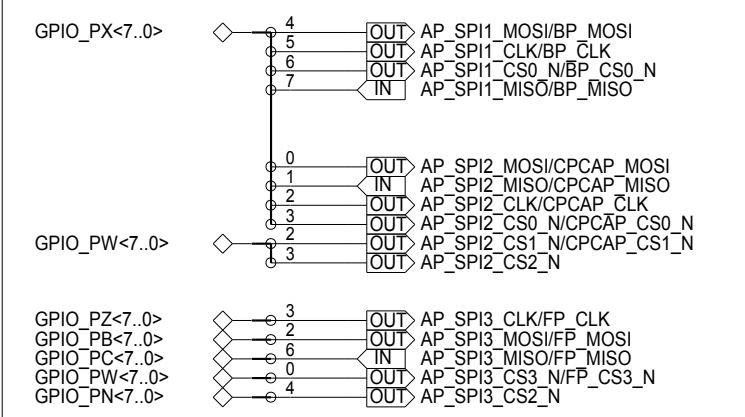 GPIO_PX<7..0> 4 OUT AP_SPI1_MOSI/BP_MOSI
5 OUT AP_SPI1_CLK/BP_CLK
6 OUT AP_SPI1_CS0_N/BP_CS0_N
7 IN AP_SPI1_MISO/BP_MISO
0 OUT AP_SPI2_MOSI/CPCAP_MOSI
1 IN AP_SPI2_MISO/CPCAP_MISO
2 OUT AP_SPI2_CLK/CPCAP_CLK
3 OUT AP_SPI2_CS0_N/CPCAP_CS0_N
GPIO_PW<7..0> 2 OUT AP_SPI2_CS1_N/CPCAP_CS1_N
3 OUT AP_SPI2_CS2_N
GPIO_PZ<7..0> 3 OUT AP_SPI3_CLK/FP_CLK
GPIO_PB<7..0> 2 OUT AP_SPI3_MOSI/FP_MOSI
GPIO_PC<7..0> 6 IN AP_SPI3_MISO/FP_MISO
GPIO_PW<7..0> 0 OUT AP_SPI3_CS3_N/FP_CS3_N
GPIO_PN<7..0> 4 OUT AP_SPI3_CS2_N